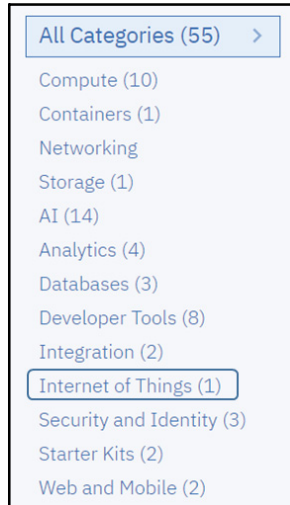 All Categories (55) >
Compute (10)
Containers (1)
Networking
Storage (1)
AI (14)
Analytics (4)
Databases (3)
Developer Tools (8)
Integration (2)
Internet of Things (1)
Security and Identity (3)
Starter Kits (2)
Web and Mobile (2)